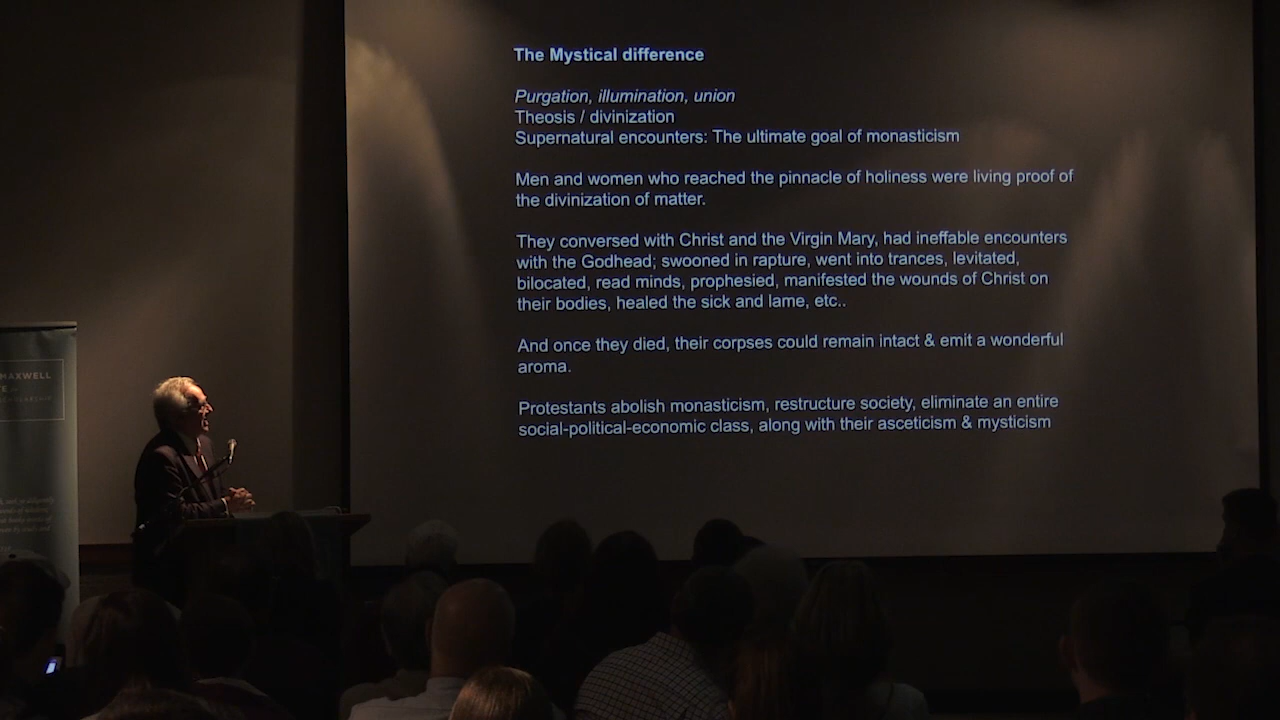 The Mystical difference
Purgation, illumination, union
Theosis / divinization
Supernatural encounters: The ultimate goal of monasticism
Men and women who reached the pinnacle of holiness were living proof of
the divinization of matter.
They conversed with Christ and the Virgin Mary, had ineffable encounters
with the Godhead; swooned in rapture, went into trances, levitated,
bilocated, read minds, prophesied, manifested the wounds of Christ on
their bodies, healed the sick and lame, etc..
And once they died, their corpses could remain intact & emit a wonderful
aroma.
Protestants abolish monasticism, restructure society, eliminate an entire
social-political-economic class, along with their asceticism & mysticism
MAXWELL